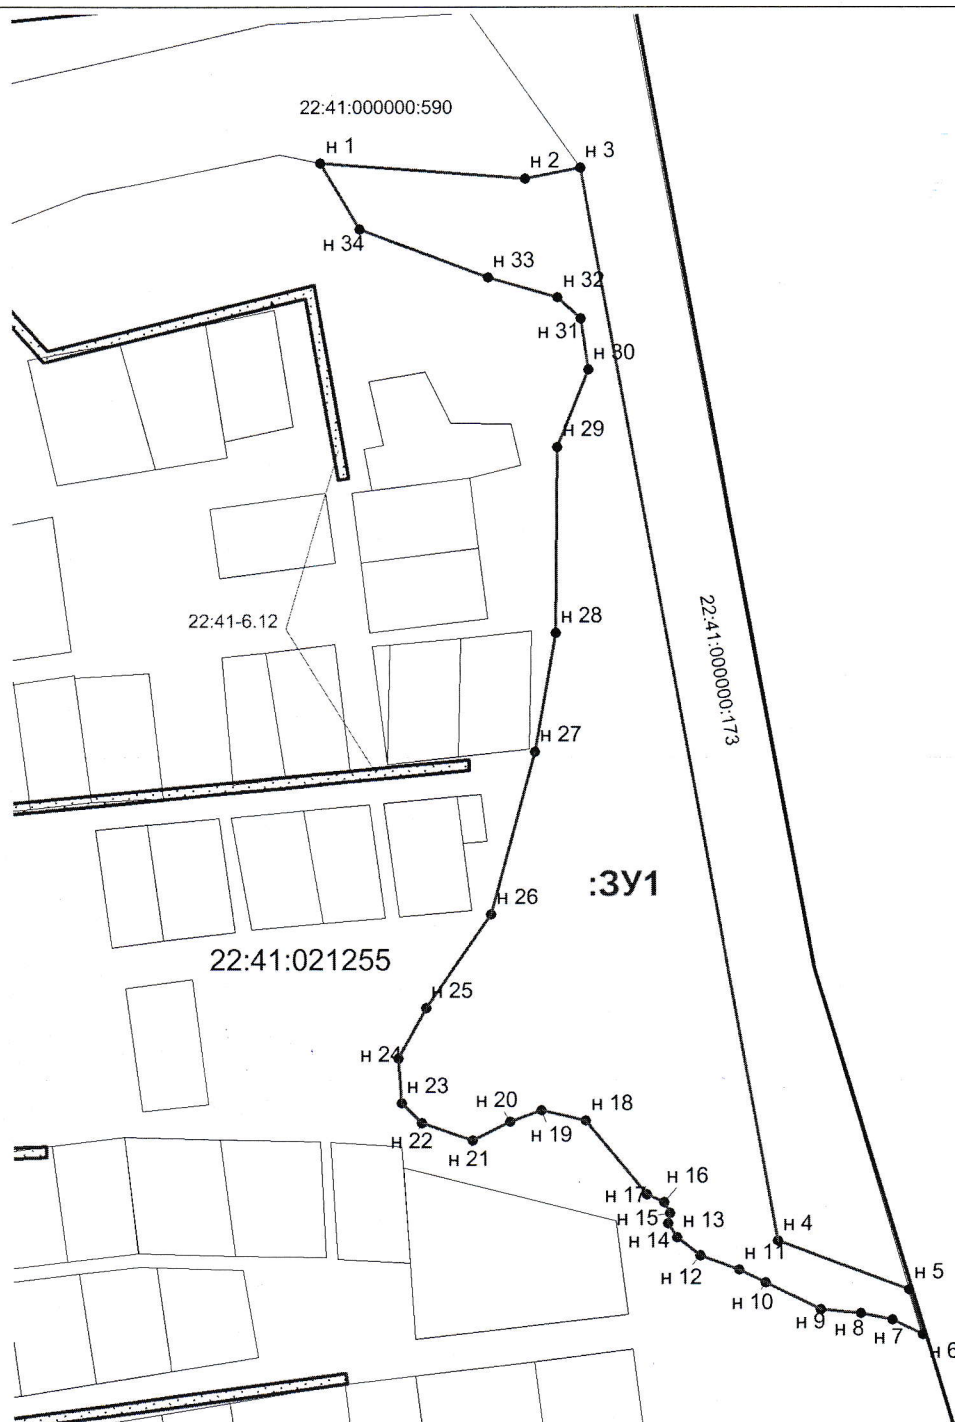 22:41:000000:590
н 1
н 2
н 3
н 34
н 33
н 32
н 31
н 30
н 29
22:41-6.12
н 28
22:41:000000:173
н 27
:ЗУ1
н 26
22:41:021255
н 25
н 24
н 23
н 20
н 18
н 22
н 19
н 21
н 17
н 16
н 15
н 13
н 14
н 4
н 11
н 12
н 10
н 5
н 9
н 8
н 7
н 6